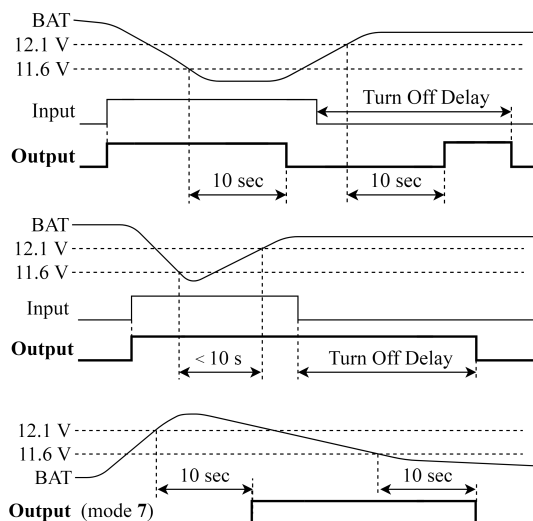 BAT
12.1 V
11.6 V
Input
Turn Off Delay
Output
10 sec
10 sec
BAT
12.1 V
11.6 V
Input
Output
< 10 s
Turn Off Delay
12.1 V
11.6 V
BAT
10 sec
10 sec
Output (mode 7)